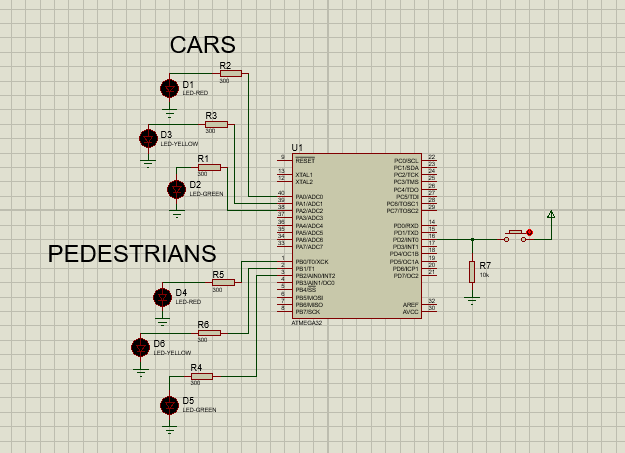 CARS
R2
300
D1
LED-RED
R3
300
D3
LED-YELLOW
R1
300
D2
LED-GREEN
PEDESTRIANS
R5
300
D4
LED-RED
R6
300
D6
LED-YELLOW
R4
300
D5
LED-GREEN
U1
9 RESET PC0/SCL 22
PC1/SDA 23
13 XTAL1 PC2/TCK 24
12 XTAL2 PC3/TMS 25
PC4/TDO 26
40 PA0/ADC0 PC5/TDI 27
39 PA1/ADC1 PC6/TOSC1 28
38 PA2/ADC2 PC7/TOSC2 29
37 PA3/ADC3
36 PA4/ADC4 PD0/RXD 14
35 PA5/ADC5 PD1/TXD 15
34 PA6/ADC6 PD2/INT0 16
33 PA7/ADC7 PD3/INT1 17
PD4/OC1B 18
1 PB0/T0/XCK PD5/OC1A 19
2 PB1/T1 PD6/ICP1 20
3 PB2/AIN0/INT2 PD7/OC2 21
4 PB3/AIN1/OC0
5 PB4/SS
6 PB5/MOSI
7 PB6/MISO AREF 32
8 PB7/SCK AVCC 30
ATMEGA32
R7
10k